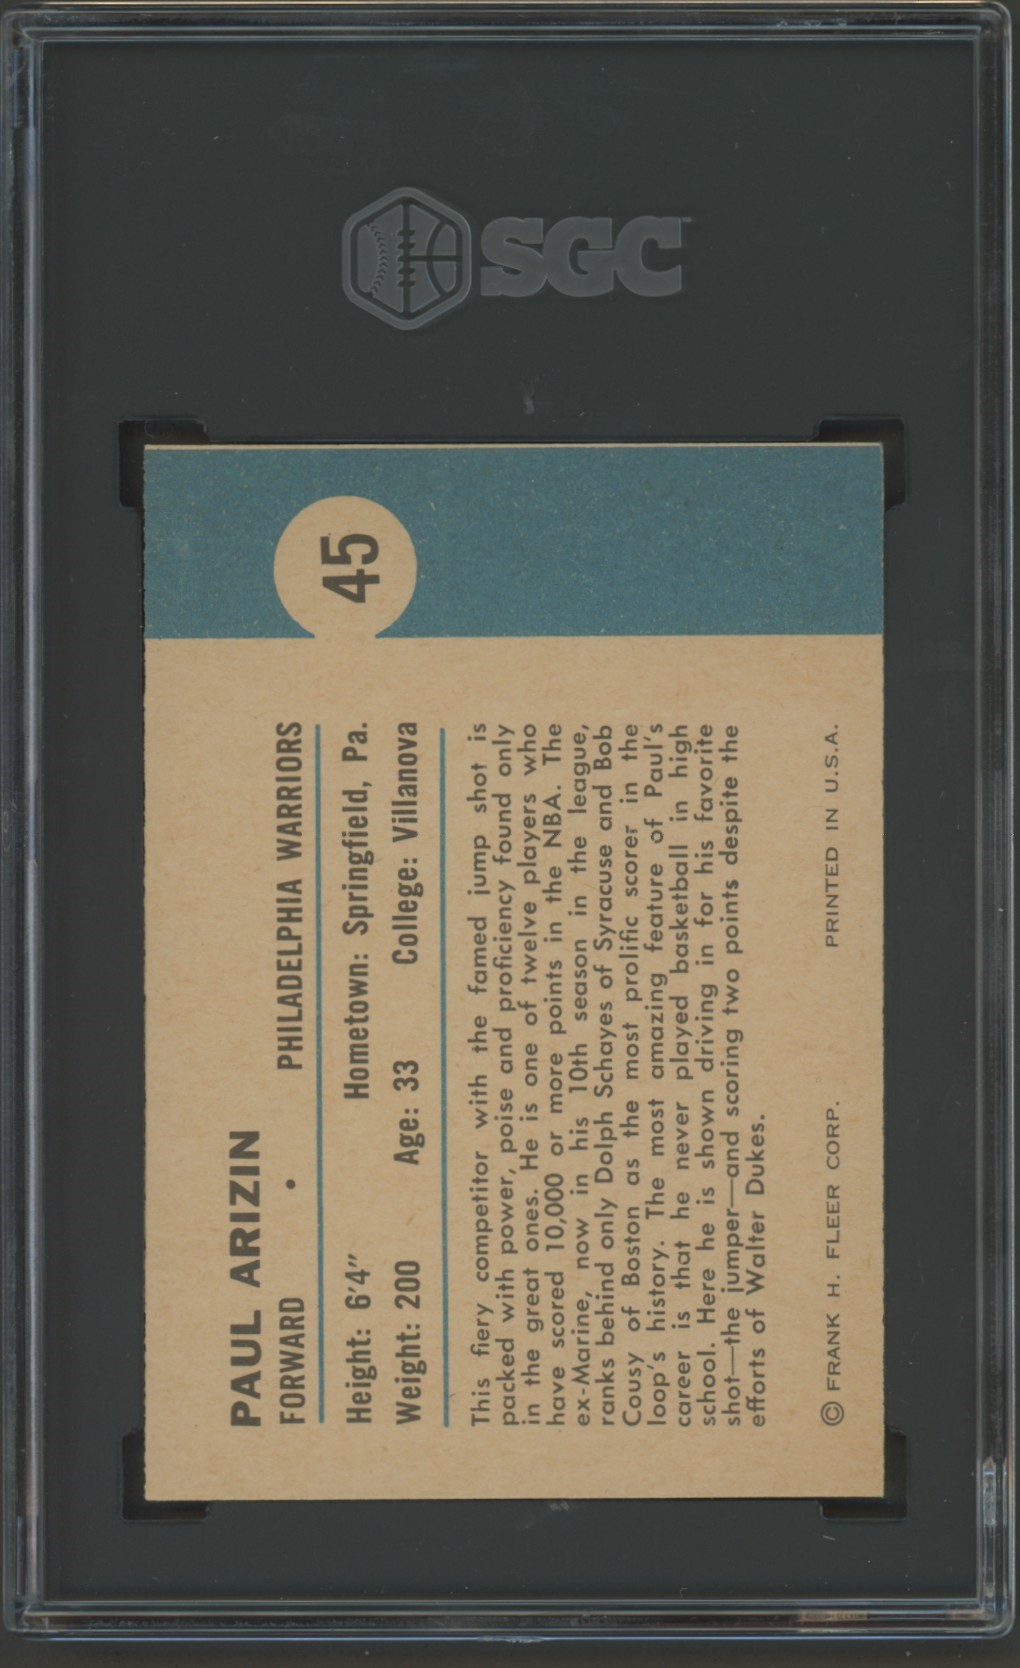 SGC
45
PAUL ARIZIN
FORWARD • PHILADELPHIA WARRIORS
Height: 6'4" Hometown: Springfield, Pa.
Weight: 200 Age: 33 College: Villanova
This fiery competitor with the famed jump shot is
packed with power, poise and proficiency found only
in the great ones. He is one of twelve players who
have scored 10,000 or more points in the NBA. The
ex-Marine, now in his 10th season in the league,
ranks behind only Dolph Schayes of Syracuse and Bob
Cousy of Boston as the most prolific scorer in the
loop's history. The most amazing feature of Paul's
career is that he never played basketball in high
school. Here he is shown driving in for his favorite
shot—the jumper—and scoring two points despite the
efforts of Walter Dukes.
© FRANK H. FLEER CORP. PRINTED IN U.S.A.